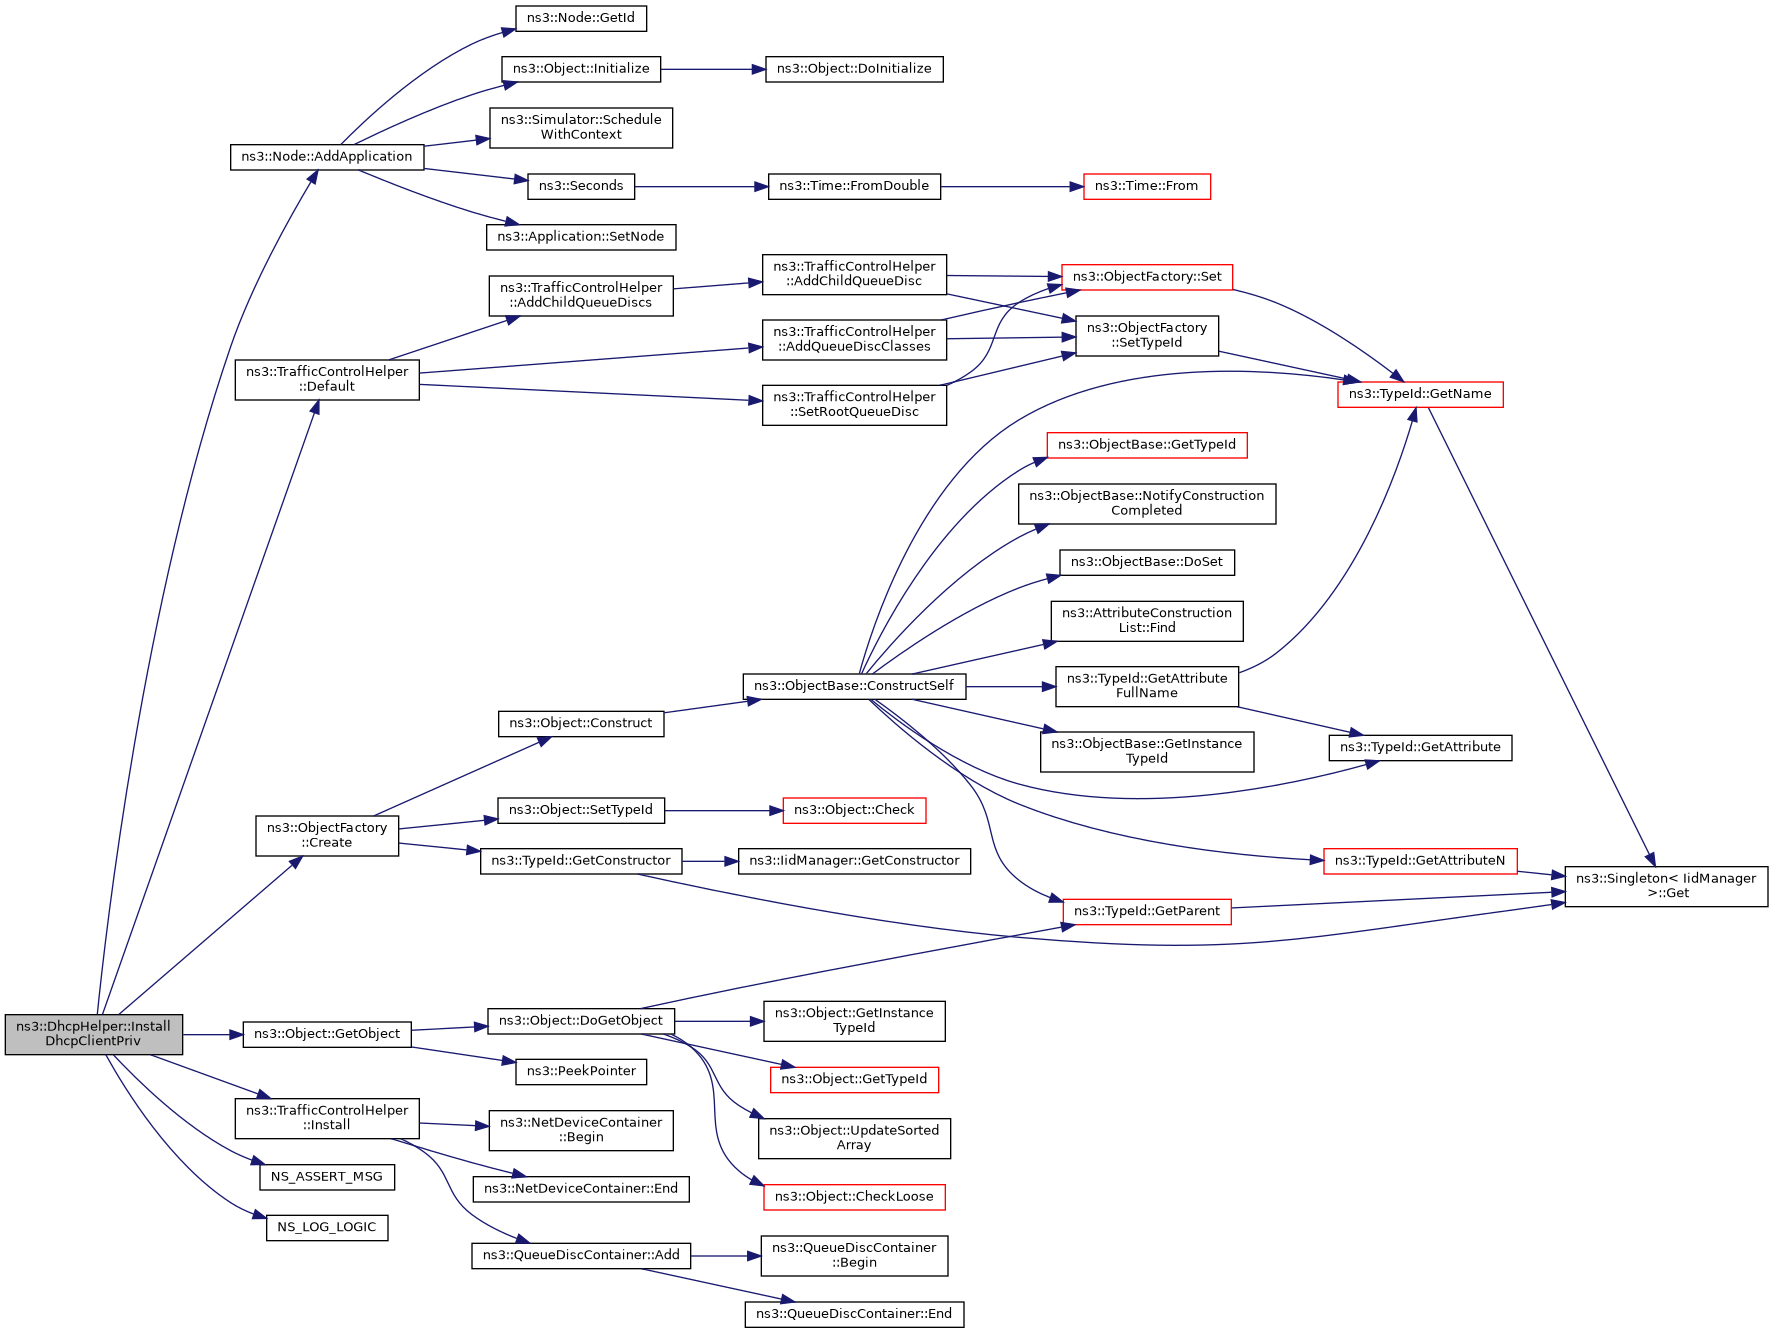 ns3::Node::GetId
ns3::Object::Initialize
ns3::Object::DoInitialize
ns3::Simulator::Schedule
WithContext
ns3::Node::AddApplication
ns3::Seconds
ns3::Time::FromDouble
ns3::Time::From
ns3::Application::SetNode
ns3::TrafficControlHelper
::AddChildQueueDiscs
ns3::TrafficControlHelper
::AddChildQueueDisc
ns3::ObjectFactory::Set
ns3::TrafficControlHelper
::AddQueueDiscClasses
ns3::ObjectFactory
::SetTypeId
ns3::TrafficControlHelper
::Default
ns3::TrafficControlHelper
::SetRootQueueDisc
ns3::TypeId::GetName
ns3::ObjectBase::GetTypeId
ns3::ObjectBase::NotifyConstruction
Completed
ns3::ObjectBase::DoSet
ns3::AttributeConstruction
List::Find
ns3::ObjectBase::ConstructSelf
ns3::TypeId::GetAttribute
FullName
ns3::Object::Construct
ns3::ObjectBase::GetInstance
TypeId
ns3::TypeId::GetAttribute
ns3::ObjectFactory
::Create
ns3::Object::SetTypeId
ns3::Object::Check
ns3::TypeId::GetConstructor
ns3::IidManager::GetConstructor
ns3::TypeId::GetAttributeN
ns3::Singleton< IidManager
>::Get
ns3::TypeId::GetParent
ns3::DhcpHelper::Install
DhcpClientPriv
ns3::Object::GetObject
ns3::Object::DoGetObject
ns3::Object::GetInstance
TypeId
ns3::PeekPointer
ns3::Object::GetTypeId
ns3::TrafficControlHelper
::Install
ns3::NetDeviceContainer
::Begin
ns3::Object::UpdateSorted
Array
NS_ASSERT_MSG
ns3::NetDeviceContainer::End
ns3::Object::CheckLoose
NS_LOG_LOGIC
ns3::QueueDiscContainer::Add
ns3::QueueDiscContainer
::Begin
ns3::QueueDiscContainer::End